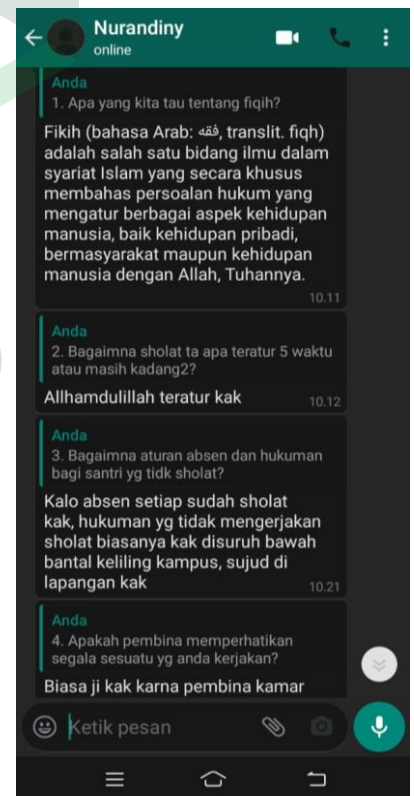 Nurandiny
online
Anda
1. Apa yang kita tau tentang fiqih?
Fikih (bahasa Arab: فقه, translit. fiqh)
adalah salah satu bidang ilmu dalam
syariat Islam yang secara khusus
membahas persoalan hukum yang
mengatur berbagai aspek kehidupan
manusia, baik kehidupan pribadi,
bermasyarakat maupun kehidupan
manusia dengan Allah, Tuhannya.
10.11
Anda
2. Bagaimna sholat ta apa teratur 5 waktu
atau masih kadang2?
Allhamdulillah teratur kak
10.12
Anda
3. Bagaimna aturan absen dan hukuman
bagi santri yg tidk sholat?
Kalo absen setiap sudah sholat
kak, hukuman yg tidak mengerjakan
sholat biasanya kak disuruh bawah
bantal keliling kampus, sujud di
lapangan kak
10.21
Anda
4. Apakah pembina memperhatikan
segala sesuatu yg anda kerjakan?
Biasa ji kak karna pembina kamar
Ketik pesan